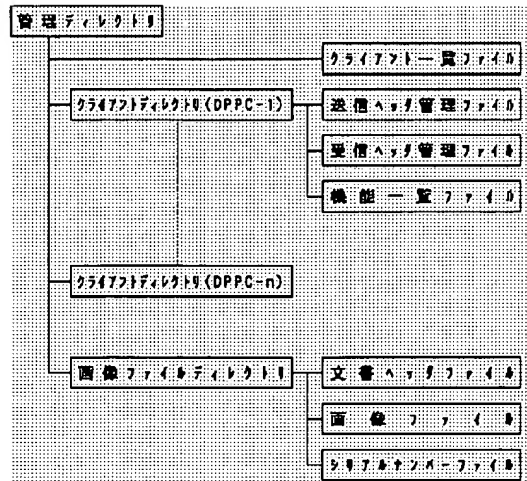 管理ディレクトリ
クライアント一覧ファイル
クライアントディレクトリ(DPPC-1)
送信ヘッダ管理ファイル
受信ヘッダ管理ファイル
機能一覧ファイル
クライアントディレクトリ(DPPC-n)
画像ファイルディレクトリ
文書ヘッダファイル
画像ファイル
シリアルナンバーファイル